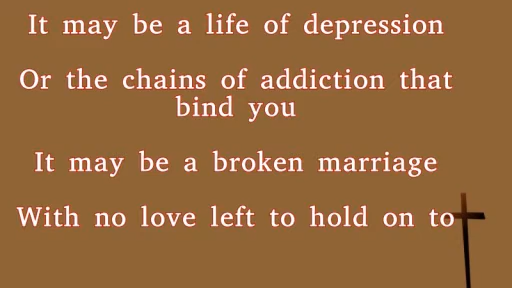 It may be a life of depression
Or the chains of addiction that
bind you
It may be a broken marriage
With no love left to hold on to